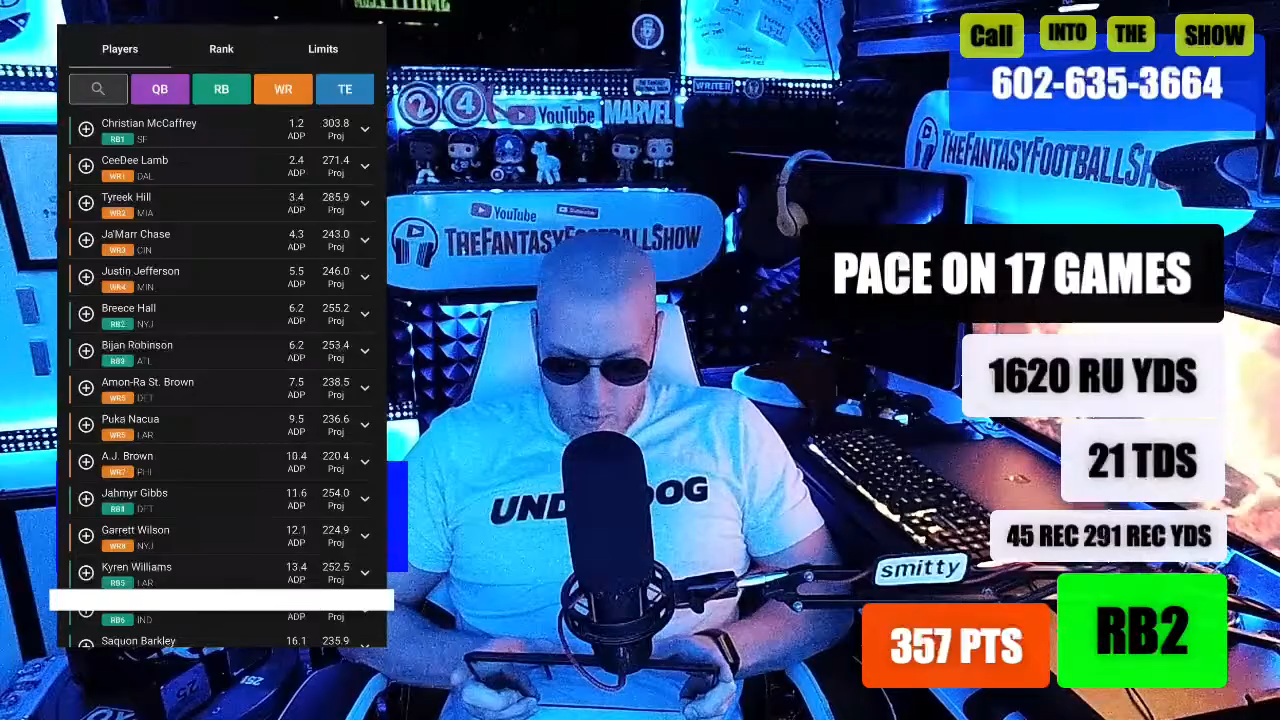 Players Rank Limits
QB RB WR TE
Christian McCaffrey 1.2 303.8
RB1 SF ADP Proj
CeeDee Lamb 2.4 271.4
WR1 DAL ADP Proj
Tyreek Hill 3.4 285.9
WR2 MIA ADP Proj
Ja'Marr Chase 4.3 243.0
WR3 CIN ADP Proj
Justin Jefferson 5.5 246.0
WR4 MIN ADP Proj
Breece Hall 6.2 255.2
RB2 NYJ ADP Proj
Bijan Robinson 6.2 253.4
RB3 ATL ADP Proj
Amon-Ra St. Brown 7.5 238.5
WR5 DET ADP Proj
Puka Nacua 9.5 236.6
LAR ADP Proj
A.J. Brown 10.4 220.4
WR7 PHI ADP Proj
Jahmyr Gibbs 11.6 254.0
DET ADP Proj
Garrett Wilson 12.1 224.9
WR8 NYJ ADP Proj
Kyren Williams 13.4 252.5
RB5 LAR
RB6 IND ADP Proj
Saquon Barkley 16.1 235.9
WRITER
2 4 YouTube MARVEL
YouTube
THEFANTASYFOOTBALLSHOW
THEFANTASYFOOTBALLSHOW
UND OG
smitty
Call INTO THE SHOW
602-635-3664
PACE ON 17 GAMES
1620 RU YDS
21 TDS
45 REC 291 REC YDS
357 PTS
RB2